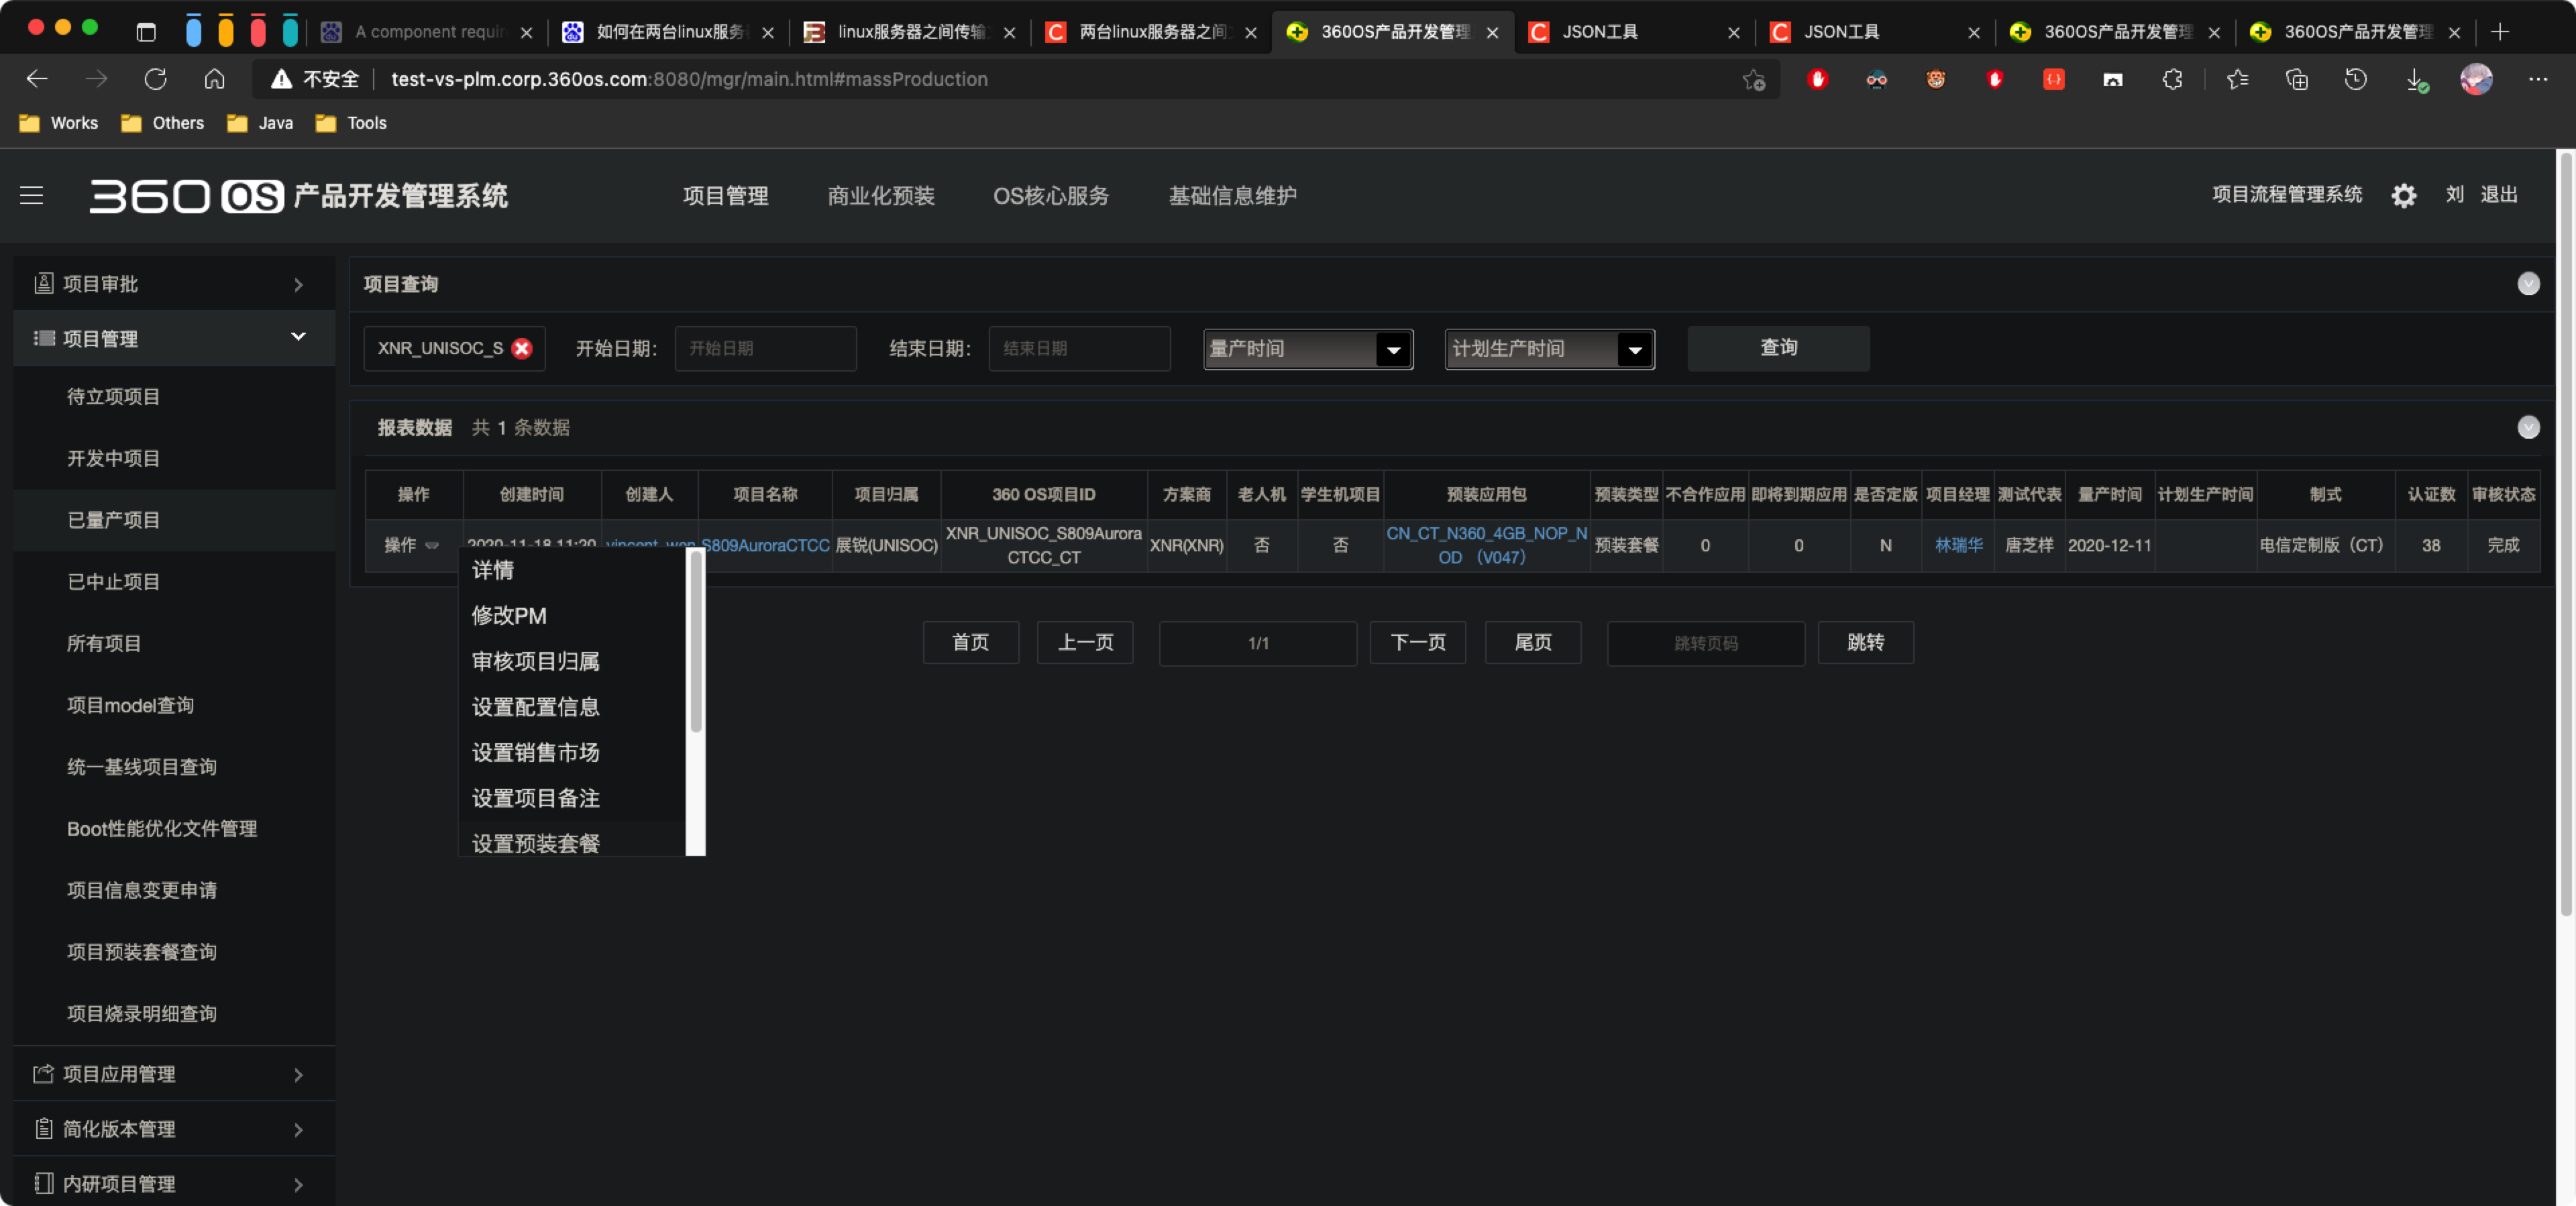 A component requir
如何在两台linux服务
linux服务器之间传输
两台linux服务器之间
360OS产品开发管理
JSON工具
JSON工具
360OS产品开发管理
360OS产品开发管理
不安全 test-vs-plm.corp.360os.com:8080/mgr/main.html#massProduction
Works Others Java Tools
360 OS 产品开发管理系统 项目管理 商业化预装 OS核心服务 基础信息维护 项目流程管理系统 刘 退出
项目审批
项目管理
待立项项目
开发中项目
已量产项目
已中止项目
所有项目
项目model查询
统一基线项目查询
Boot性能优化文件管理
项目信息变更申请
项目预装套餐查询
项目烧录明细查询
项目应用管理
简化版本管理
内研项目管理
项目查询
XNR_UNISOC_S 开始日期: 开始日期 结束日期: 结束日期 量产时间 计划生产时间 查询
报表数据 共 1 条数据
操作 创建时间 创建人 项目名称 项目归属 360 OS项目ID 方案商 老人机 学生机项目 预装应用包 预装类型 不合作应用 即将到期应用 是否定版 项目经理 测试代表 量产时间 计划生产时间 制式 认证数 审核状态
操作 2020-11-18 11:20 vincent_wen S809AuroraCTCC 展锐(UNISOC) XNR_UNISOC_S809Aurora
CTCC_CT XNR(XNR) 否 否 CN_CT_N360_4GB_NOP_N
OD (V047) 预装套餐 0 0 N 林瑞华 唐芝样 2020-12-11 电信定制版（CT） 38 完成
详情
修改PM
审核项目归属
设置配置信息
设置销售市场
设置项目备注
设置预装套餐
首页 上一页 1/1 下一页 尾页 跳转页码 跳转